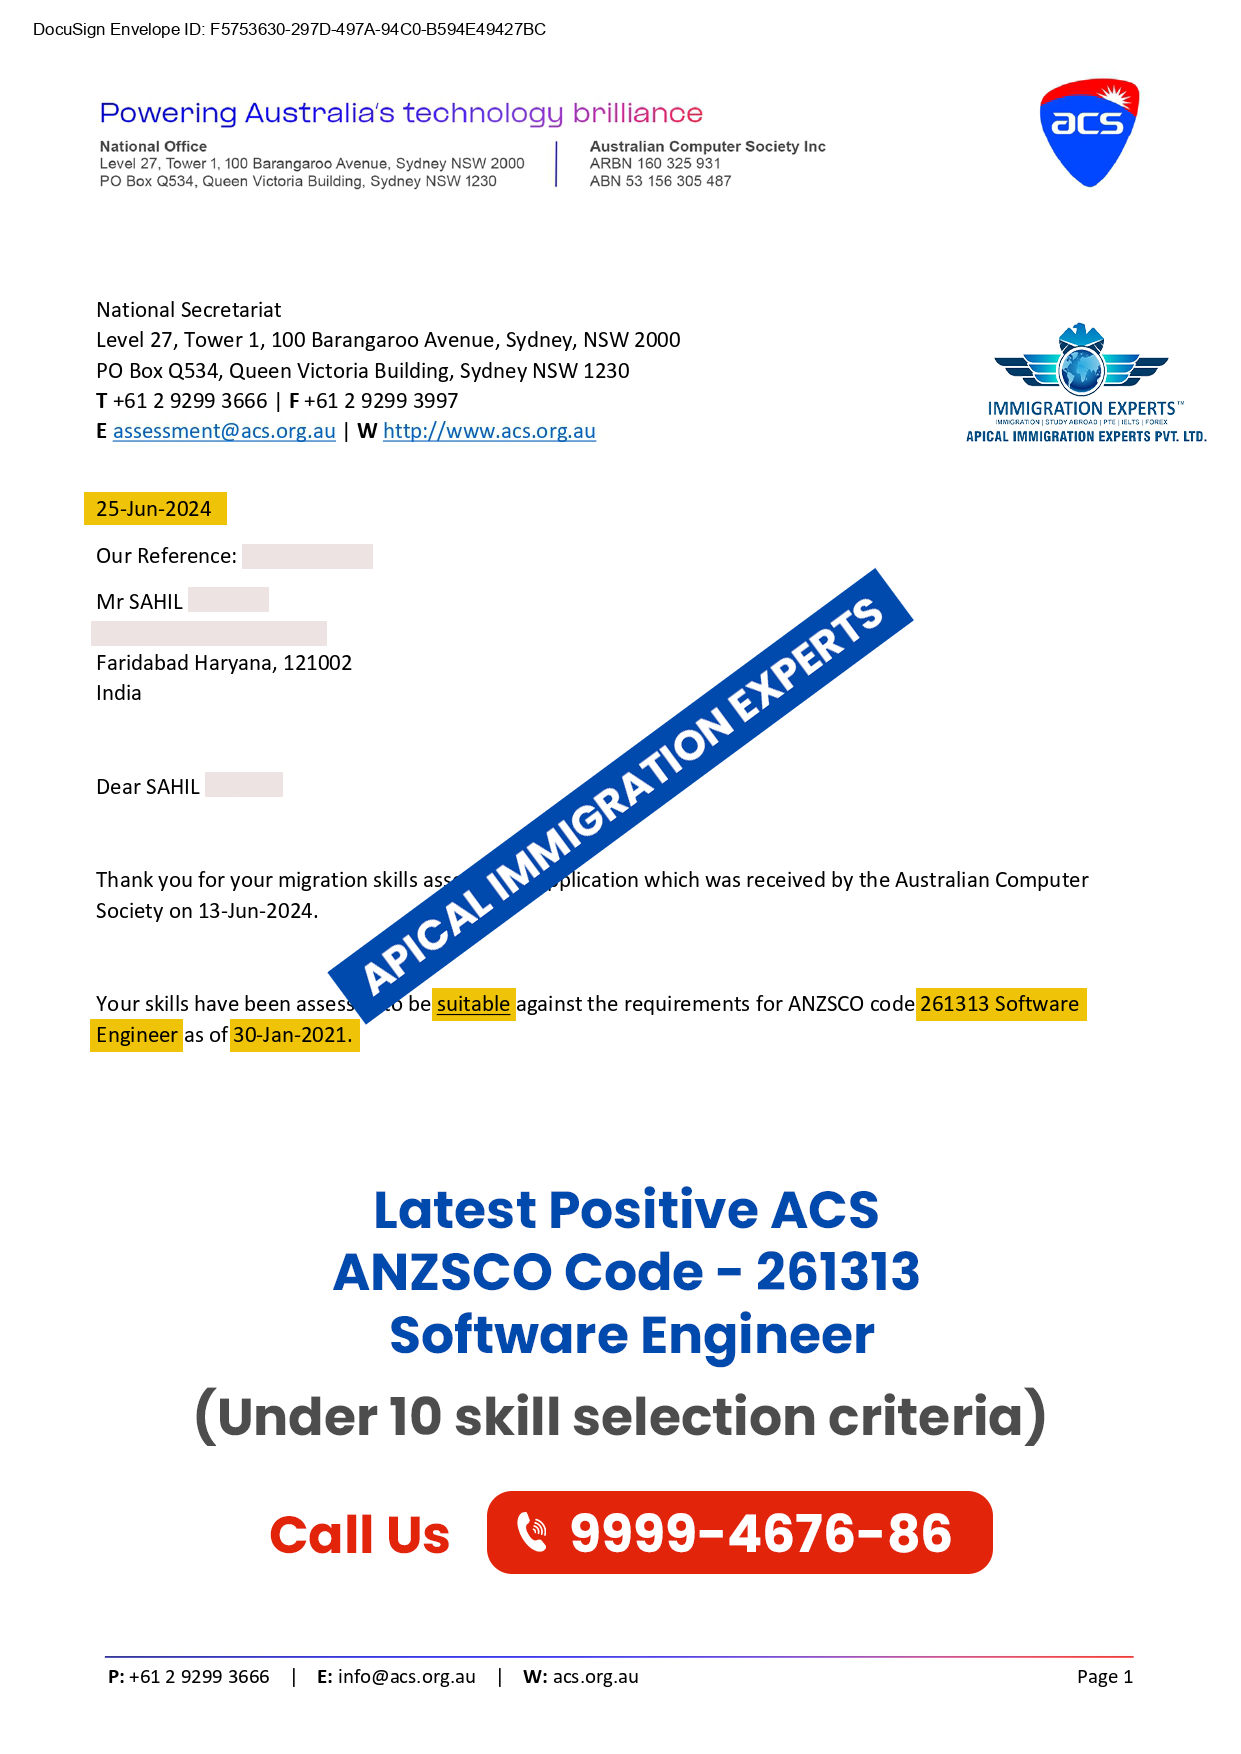 DocuSign Envelope ID: F5753630-297D-497A-94C0-B594E49427BC
Powering Australia's technology brilliance
National Office
Level 27, Tower 1, 100 Barangaroo Avenue, Sydney NSW 2000
PO Box Q534, Queen Victoria Building, Sydney NSW 1230
Australian Computer Society Inc
ARBN 160 325 931
ABN 53 156 305 487
acs
National Secretariat
Level 27, Tower 1, 100 Barangaroo Avenue, Sydney, NSW 2000
PO Box Q534, Queen Victoria Building, Sydney NSW 1230
T +61 2 9299 3666 | F +61 2 9299 3997
E assessment@acs.org.au | W http://www.acs.org.au
IMMIGRATION EXPERTS™
IMMIGRATION | STUDY ABROAD | PTE | IELTS | FOREX
APICAL IMMIGRATION EXPERTS PVT. LTD.
25-Jun-2024
Our Reference:
Mr SAHIL
Faridabad Haryana, 121002
India
Dear SAHIL
APICAL IMMIGRATION EXPERTS
Thank you for your migration skills application which was received by the Australian Computer
Society on 13-Jun-2024.
Your skills have been to be suitable against the requirements for ANZSCO code 261313 Software
Engineer as of 30-Jan-2021.
Latest Positive ACS
ANZSCO Code - 261313
Software Engineer
(Under 10 skill selection criteria)
Call Us 9999-4676-86
P: +61 2 9299 3666 | E: info@acs.org.au | W: acs.org.au Page 1